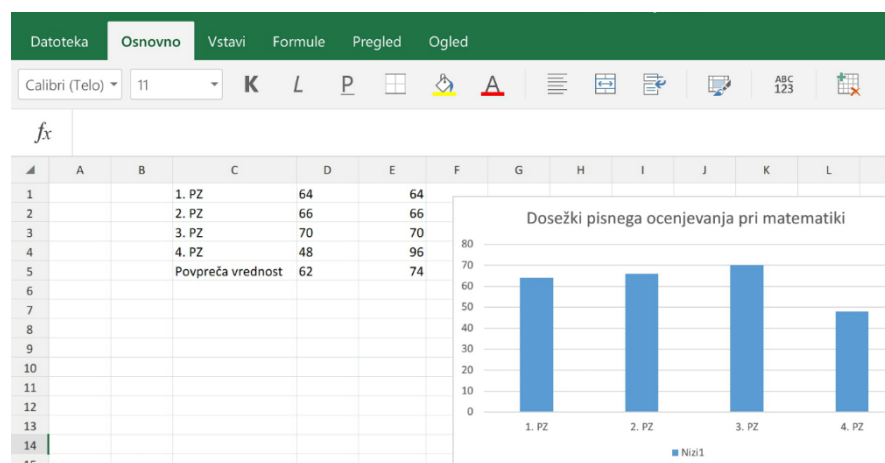 Datoteka Osnovno Vstavi Formule Pregled Ogled
Calibri (Telo) 11 K L P A ABC 123
fx
A B C D E F G H I J K L
1 1. PZ 64 64
2 2. PZ 66 66
3 3. PZ 70 70
4 4. PZ 48 96
5 Povpreča vrednost 62 74
6
7
8
9
10
11
12
13
14
Dosežki pisnega ocenjevanja pri matematiki
80
70
60
50
40
30
20
10
0
1. PZ 2. PZ 3. PZ 4. PZ
Nizi1